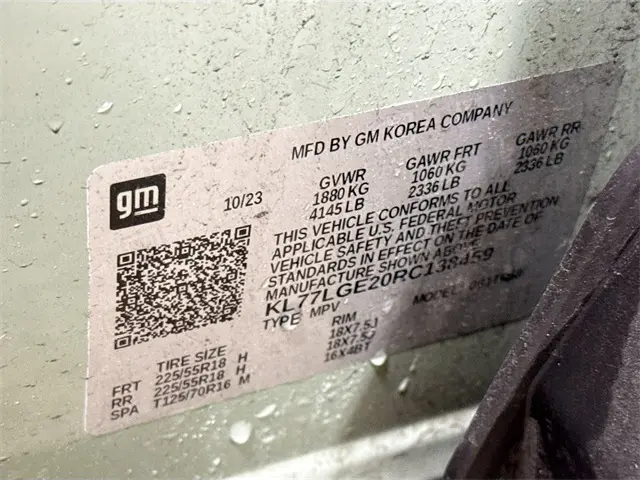 MFD BY GM KOREA COMPANY
gm
10/23
GVWR GAWR FRT GAWR RR
1880 KG 1060 KG 1060 KG
4145 LB 2336 LB 2336 LB
THIS VEHICLE CONFORMS TO ALL
APPLICABLE U.S. FEDERAL MOTOR
VEHICLE SAFETY AND THEFT PREVENTION
STANDARDS IN EFFECT ON THE DATE OF
MANUFACTURE SHOWN ABOVE.
KL77LGE20RC138459
TYPE MPV MODEL:
TIRE SIZE RIM
FRT 225/55R18 H 18X7.5J
RR 225/55R18 H 18X7.5J
SPA T125/70R16 M 16X4BT